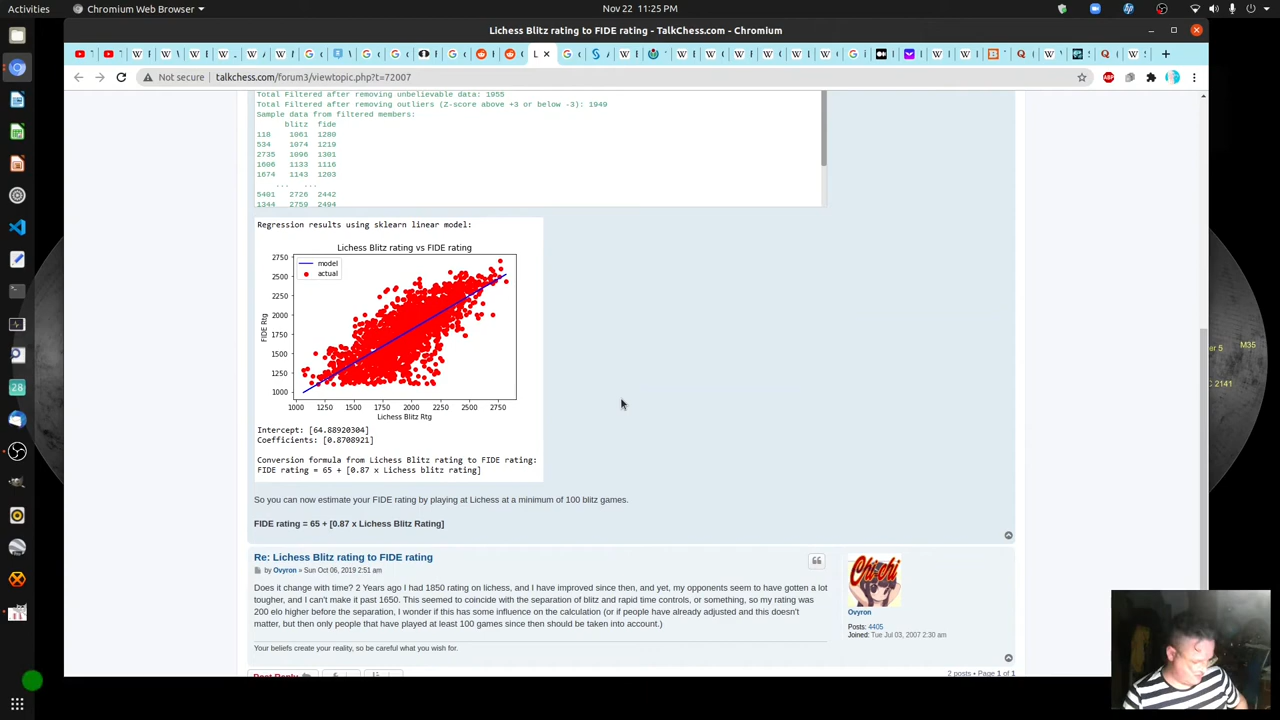 Activities
Chromium Web Browser
Nov 22 11:25 PM
Lichess Blitz rating to FIDE rating - TalkChess.com - Chromium
Not secure
talkchess.com/forum3/viewtopic.php?t=72007
Total Filtered after removing unbelievable data: 1955
Total Filtered after removing outliers (Z-score above +3 or below -3): 1949
Sample data from filtered members:
blitz fide
118 1061 1280
534 1074 1219
2735 1096 1301
1606 1133 1116
1674 1143 1203
... ...
5401 2726 2442
1344 2759 2494
Regression results using sklearn linear model:
Lichess Blitz rating vs FIDE rating
model
actual
2750
2500
2250
2000
1750
1500
1250
1000
FIDE Rtg
1000 1250 1500 1750 2000 2250 2500 2750
Lichess Blitz Rtg
Intercept: [64.88920304]
Coefficients: [0.8708921]
Conversion formula from Lichess Blitz rating to FIDE rating:
FIDE rating = 65 + [0.87 x Lichess blitz rating]
So you can now estimate your FIDE rating by playing at Lichess at a minimum of 100 blitz games.
FIDE rating = 65 + [0.87 x Lichess Blitz Rating]
Re: Lichess Blitz rating to FIDE rating
by Ovyron » Sun Oct 06, 2019 2:51 am
Does it change with time? 2 Years ago I had 1850 rating on lichess, and I have improved since then, and yet, my opponents seem to have gotten a lot
tougher, and I can't make it past 1650. This seemed to coincide with the separation of blitz and rapid time controls, or something, so my rating was
200 elo higher before the separation, I wonder if this has some influence on the calculation (or if people have already adjusted and this doesn't
matter, but then only people that have played at least 100 games since then should be taken into account.)
Your beliefs create your reality, so be careful what you wish for.
Chi-chi
Ovyron
Posts: 4405
Joined: Tue Jul 03, 2007 2:30 am
Post Reply
2 posts • Page 1 of 1
er 5
M35
C 2141
28